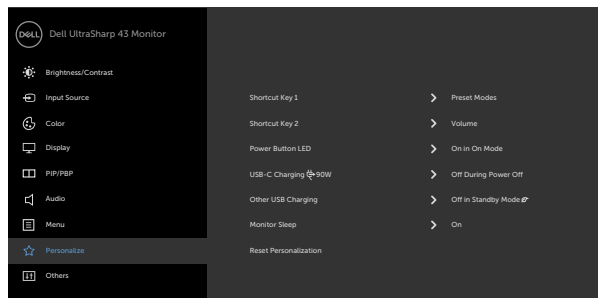 DELL Dell UltraSharp 43 Monitor
Brightness/Contrast
Input Source
Shortcut Key 1 Preset Modes
Color
Shortcut Key 2 Volume
Display
Power Button LED On in On Mode
PIP/PBP
USB-C Charging 90W Off During Power Off
Audio
Other USB Charging Off in Standby Mode
Menu
Monitor Sleep On
Personalize
Reset Personalization
Others